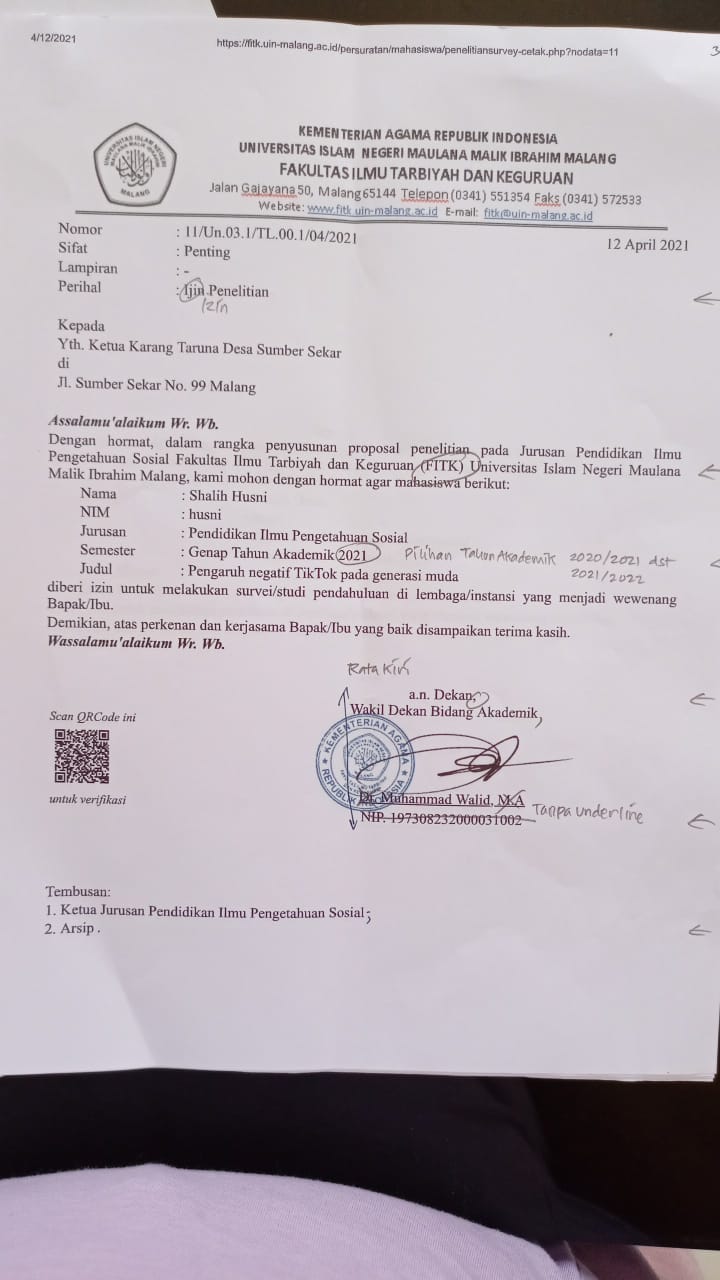 4/12/2021 https://fitk.uin-malang.ac.id/persuratan/mahasiswa/penelitiansurvey-cetak.php?nodata=11 3
UNIVERSITAS ISLAM NEGERI
MALANG
KEMENTERIAN AGAMA REPUBLIK INDONESIA
UNIVERSITAS ISLAM NEGERI MAULANA MALIK IBRAHIM MALANG
FAKULTAS ILMU TARBIYAH DAN KEGURUAN
Jalan Gajayana 50, Malang 65144 Telepon (0341) 551354 Faks (0341) 572533
Website: www.fitk uin-malang.ac.id E-mail: fitk@uin-malang.ac.id
Nomor : 11/Un.03.1/TL.00.1/04/2021 12 April 2021
Sifat : Penting
Lampiran : -
Perihal : Ijin Penelitian
Izin
Kepada
Yth. Ketua Karang Taruna Desa Sumber Sekar
di
Jl. Sumber Sekar No. 99 Malang
Assalamu'alaikum Wr. Wb.
Dengan hormat, dalam rangka penyusunan proposal penelitian pada Jurusan Pendidikan Ilmu
Pengetahuan Sosial Fakultas Ilmu Tarbiyah dan Keguruan (FITK) Universitas Islam Negeri Maulana
Malik Ibrahim Malang, kami mohon dengan hormat agar mahasiswa berikut:
Nama : Shalih Husni
NIM : husni
Jurusan : Pendidikan Ilmu Pengetahuan Sosial
Semester : Genap Tahun Akademik 2021 Pilihan Tahun Akademik 2020/2021 dst
2021/2022
Judul : Pengaruh negatif TikTok pada generasi muda
diberi izin untuk melakukan survei/studi pendahuluan di lembaga/instansi yang menjadi wewenang
Bapak/Ibu.
Demikian, atas perkenan dan kerjasama Bapak/Ibu yang baik disampaikan terima kasih.
Wassalamu'alaikum Wr. Wb.
Rata Kiri
a.n. Dekan,
Wakil Dekan Bidang Akademik,
Scan QRCode ini
untuk verifikasi
KEMENTERIAN AGAMA
REPUBLIK INDONESIA
Dr. Muhammad Walid, M.A
NIP. 197308232000031002 Tanpa underline
Tembusan:
1. Ketua Jurusan Pendidikan Ilmu Pengetahuan Sosial;
2. Arsip .